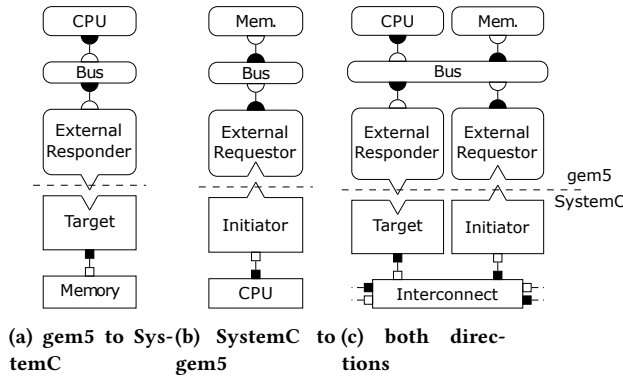 CPU
Bus
External
Responder
Target
Memory
Mem.
Bus
External
Requestor
Initiator
CPU
CPU
Mem.
Bus
External
Responder
External
Requestor
gem5
SystemC
Target
Initiator
Interconnect
(a) gem5 to Sys-
temC
(b) SystemC to
gem5
(c) both direc-
tions